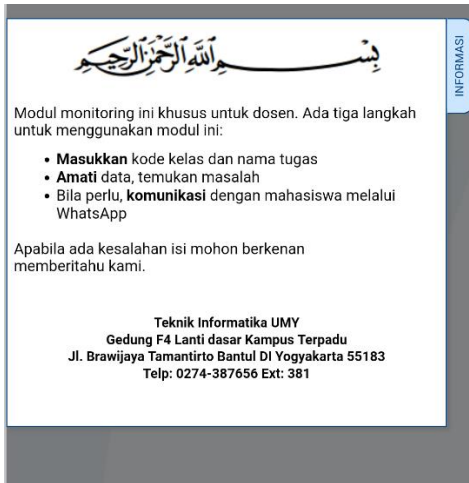 بِسْمِ اللَّهِ الرَّحْمَنِ الرَّحِيمِ
INFORMASI
Modul monitoring ini khusus untuk dosen. Ada tiga langkah
untuk menggunakan modul ini:
• Masukkan kode kelas dan nama tugas
• Amati data, temukan masalah
• Bila perlu, komunikasi dengan mahasiswa melalui
WhatsApp
Apabila ada kesalahan isi mohon berkenan
memberitahu kami.
Teknik Informatika UMY
Gedung F4 Lanti dasar Kampus Terpadu
Jl. Brawijaya Tamantirto Bantul DI Yogyakarta 55183
Telp: 0274-387656 Ext: 381